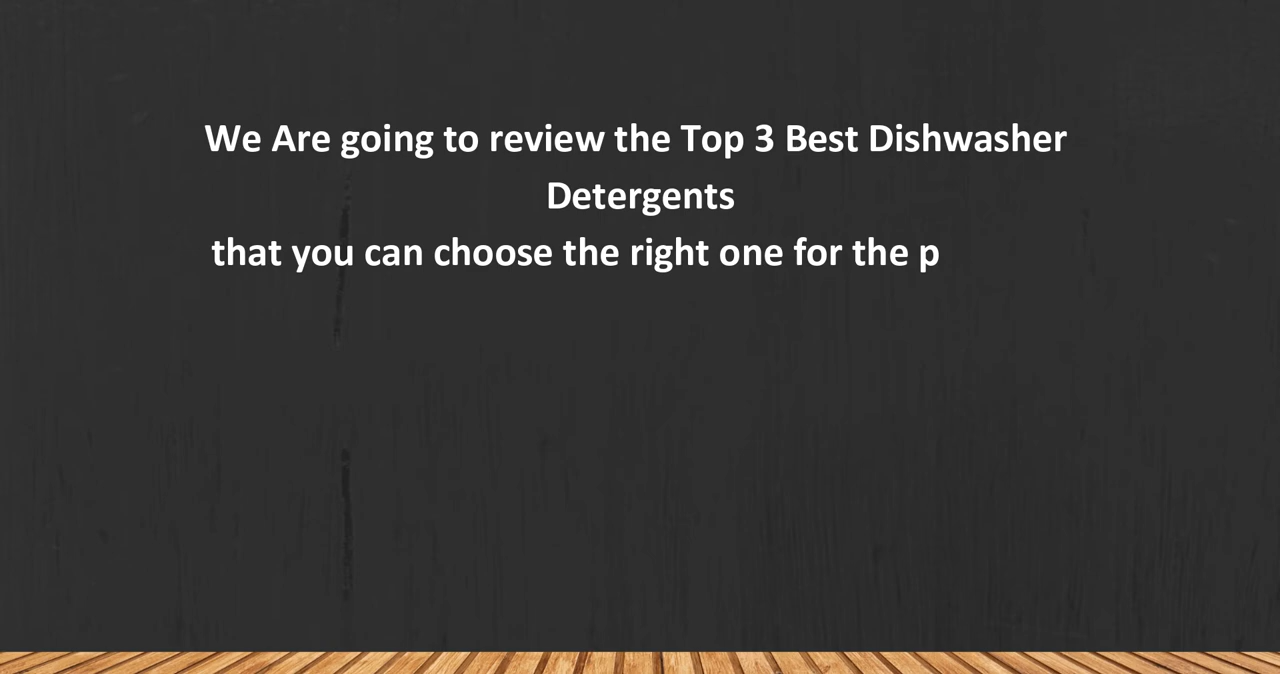 We Are going to review the Top 3 Best Dishwasher
Detergents
that you can choose the right one for the p